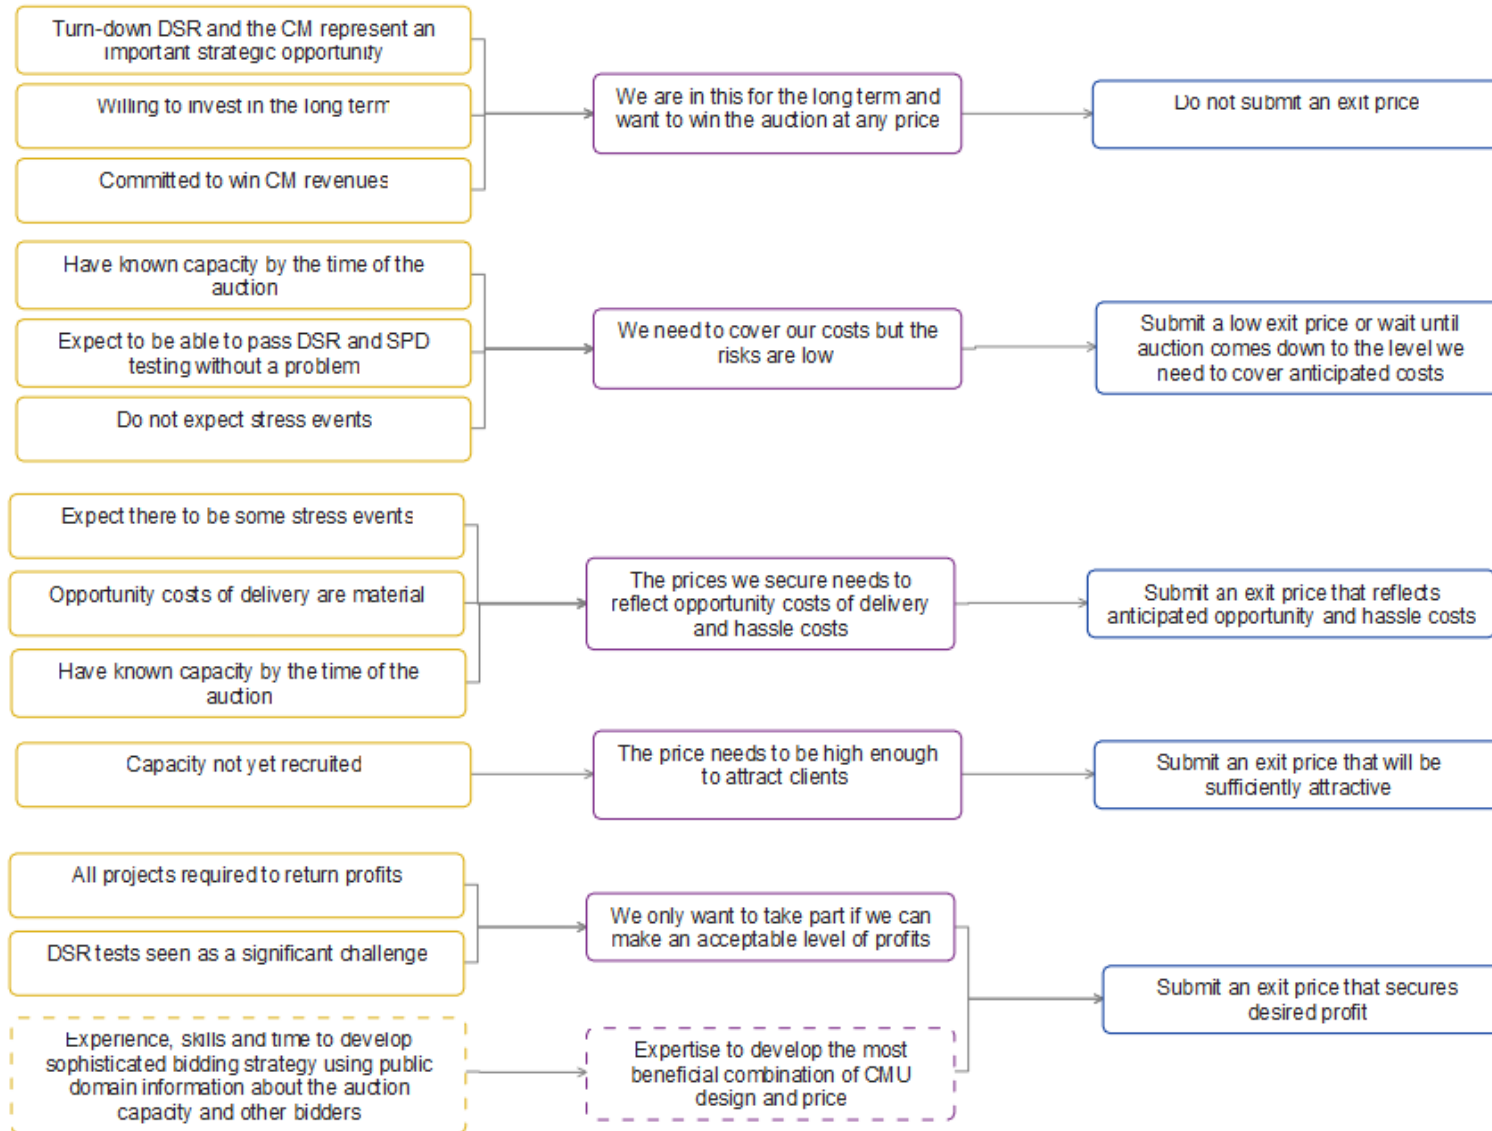 Turn-down DSR and the CM represent an
important strategic opportunity
Willing to invest in the long term
Committed to win CM revenues
We are in this for the long term and
want to win the auction at any price
Do not submit an exit price
Have known capacity by the time of the
auction
Expect to be able to pass DSR and SPD
testing without a problem
Do not expect stress events
We need to cover our costs but the
risks are low
Submit a low exit price or wait until
auction comes down to the level we
need to cover anticipated costs
Expect there to be some stress events
Opportunity costs of delivery are material
Have known capacity by the time of the
auction
The prices we secure needs to
reflect opportunity costs of delivery
and hassle costs
Submit an exit price that reflects
anticipated opportunity and hassle costs
Capacity not yet recruited
The price needs to be high enough
to attract clients
Submit an exit price that will be
sufficiently attractive
All projects required to return profits
DSR tests seen as a significant challenge
We only want to take part if we can
make an acceptable level of profits
Experience, skills and time to develop
sophisticated bidding strategy using public
domain information about the auction
capacity and other bidders
Expertise to develop the most
beneficial combination of CMU
design and price
Submit an exit price that secures
desired profit